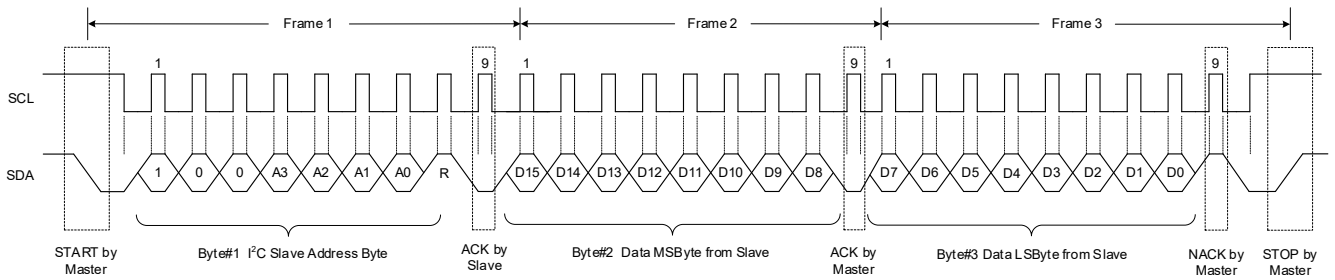 Frame 1 Frame 2 Frame 3
1 9 1 9 1 9
SCL
SDA 1 0 0 A3 A2 A1 A0 R D15 D14 D13 D12 D11 D10 D9 D8 D7 D6 D5 D4 D3 D2 D1 D0
START by Master
Byte#1 I²C Slave Address Byte
ACK by Slave
Byte#2 Data MSByte from Slave
ACK by Master
Byte#3 Data LSByte from Slave
NACK by Master
STOP by Master